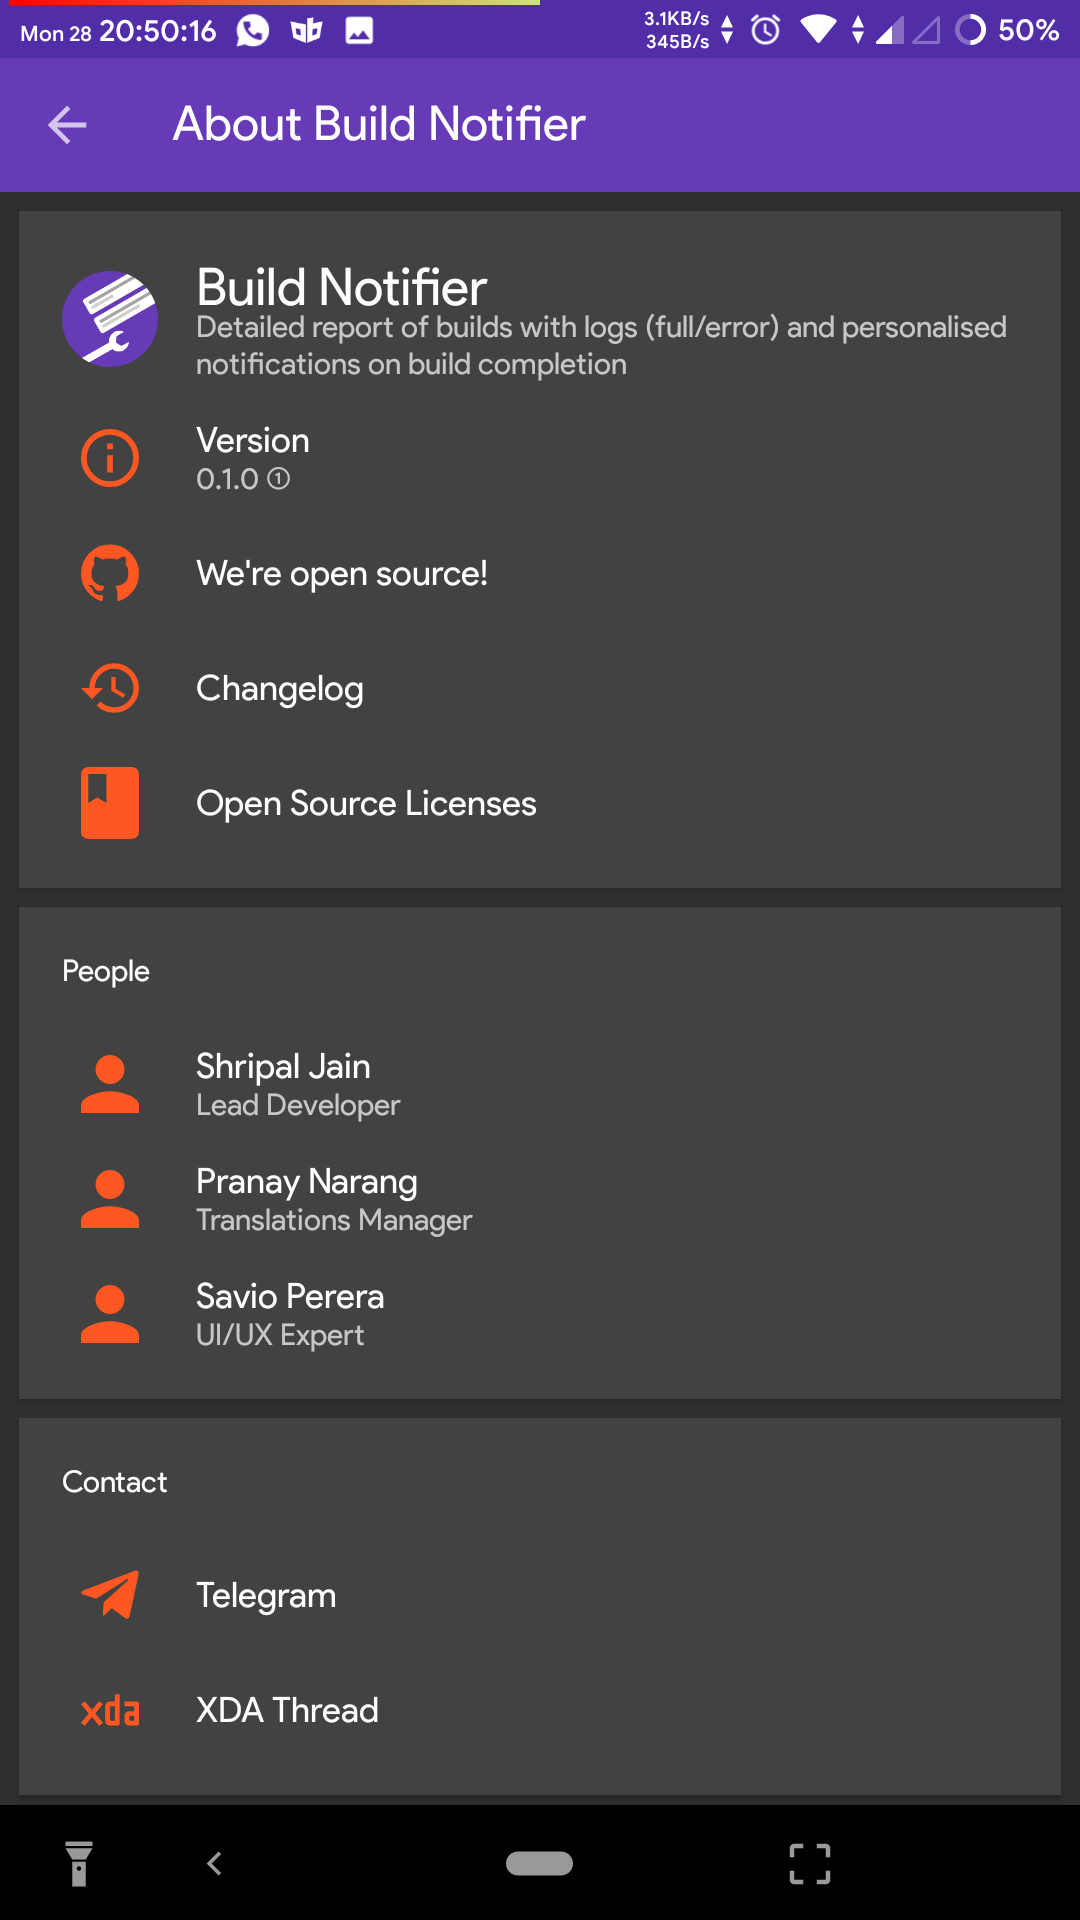 Mon 28 20:50:16
3.1KB/s
345B/s
50%
About Build Notifier
Build Notifier
Detailed report of builds with logs (full/error) and personalised
notifications on build completion
Version
0.1.0 ①
We're open source!
Changelog
Open Source Licenses
People
Shripal Jain
Lead Developer
Pranay Narang
Translations Manager
Savio Perera
UI/UX Expert
Contact
Telegram
xda
XDA Thread